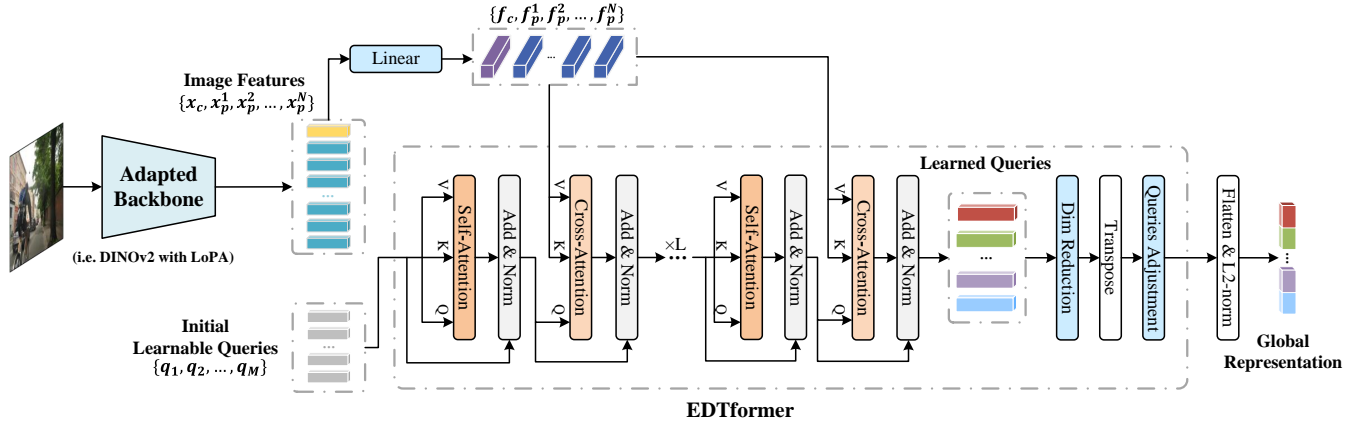 {f_c, f_p^1, f_p^2, ..., f_p^N}
Linear
...
Image Features
{x_c, x_p^1, x_p^2, ..., x_p^N}
Adapted
Backbone
(i.e. DINOv2 with LoPA)
...
Initial
Learnable Queries
{q_1, q_2, ..., q_M}
...
V
K
Q
Self-Attention
Add & Norm
V
K
Q
Cross-Attention
Add & Norm
×L
...
V
K
Q
Self-Attention
Add & Norm
V
K
Q
Cross-Attention
Add & Norm
Learned Queries
...
Dim Reduction
Transpose
Queries Adjustment
Flatten & L2-norm
...
Global
Representation
EDTformer